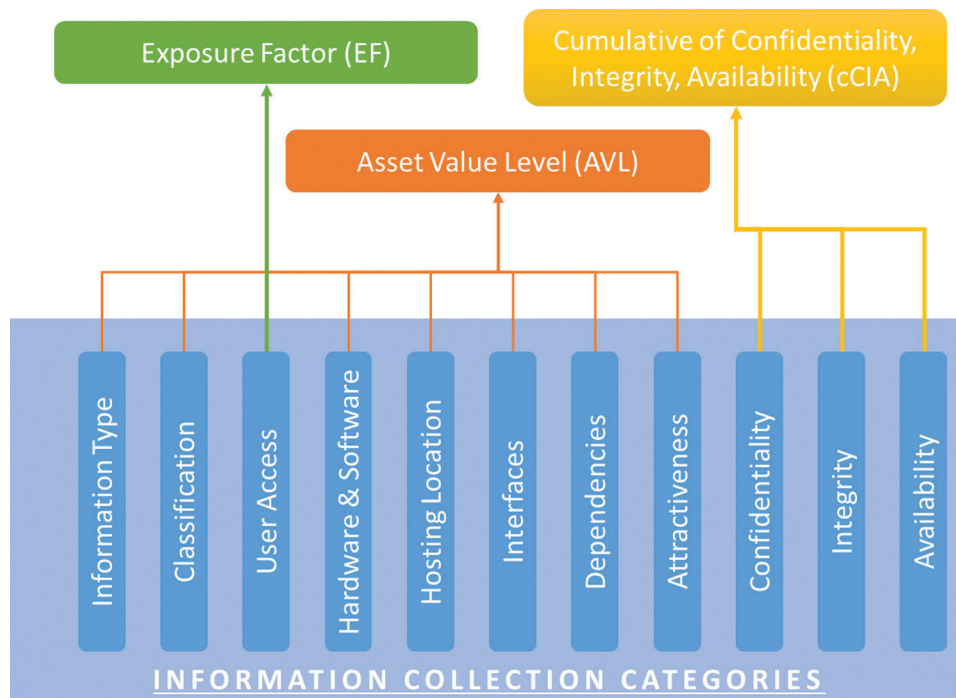 Exposure Factor (EF)
Cumulative of Confidentiality,
Integrity, Availability (cCIA)
Asset Value Level (AVL)
Information Type
Classification
User Access
Hardware & Software
Hosting Location
Interfaces
Dependencies
Attractiveness
Confidentiality
Integrity
Availability
INFORMATION COLLECTION CATEGORIES